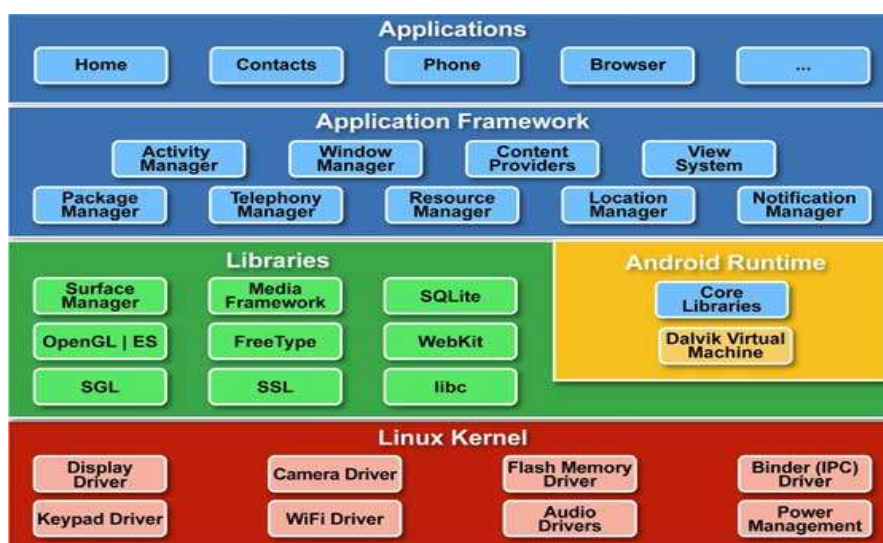 Applications
Home
Contacts
Phone
Browser
...
Application Framework
Activity
Manager
Window
Manager
Content
Providers
View
System
Package
Manager
Telephony
Manager
Resource
Manager
Location
Manager
Notification
Manager
Libraries
Surface
Manager
Media
Framework
SQLite
OpenGL | ES
FreeType
WebKit
SGL
SSL
libc
Android Runtime
Core
Libraries
Dalvik Virtual
Machine
Linux Kernel
Display
Driver
Camera Driver
Flash Memory
Driver
Binder (IPC)
Driver
Keypad Driver
WiFi Driver
Audio
Drivers
Power
Management